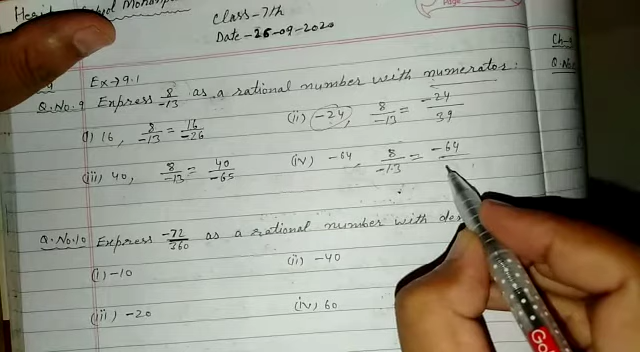 Class-7th
Date-26-09-2020
Ex→9.1
Q.No.9 Express 8/-13 as a rational number with numerator:
(i) 16, 8/-13 = 16/-26
(ii) -24, 8/-13 = -24/39
(iii) 40, 8/-13 = 40/-65
(iv) -64, 8/-13 = -64/
Q.No.10 Express -72/360 as a rational number with
(i) -10
(ii) -40
(iii) -20
(iv) 60